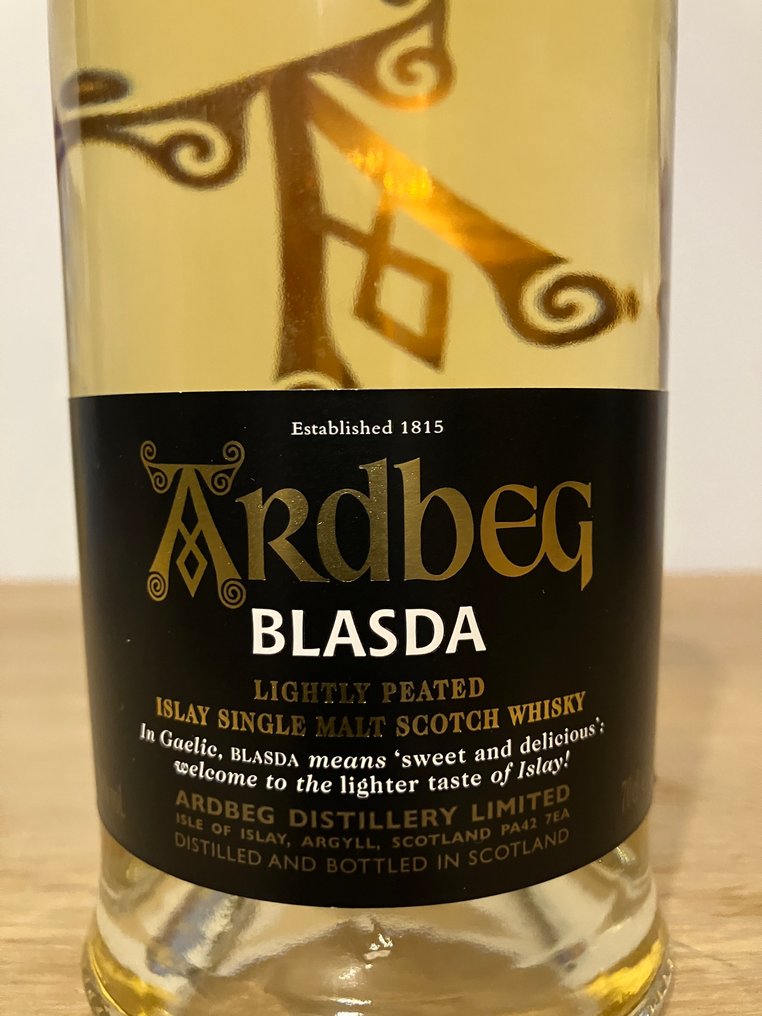 Established 1815
ARDBEG
BLASDA
LIGHTLY PEATED
ISLAY SINGLE MALT SCOTCH WHISKY
In Gaelic, BLASDA means ‘sweet and delicious’;
welcome to the lighter taste of Islay!
ARDBEG DISTILLERY LIMITED
ISLE OF ISLAY, ARGYLL, SCOTLAND PA42 7EA
DISTILLED AND BOTTLED IN SCOTLAND